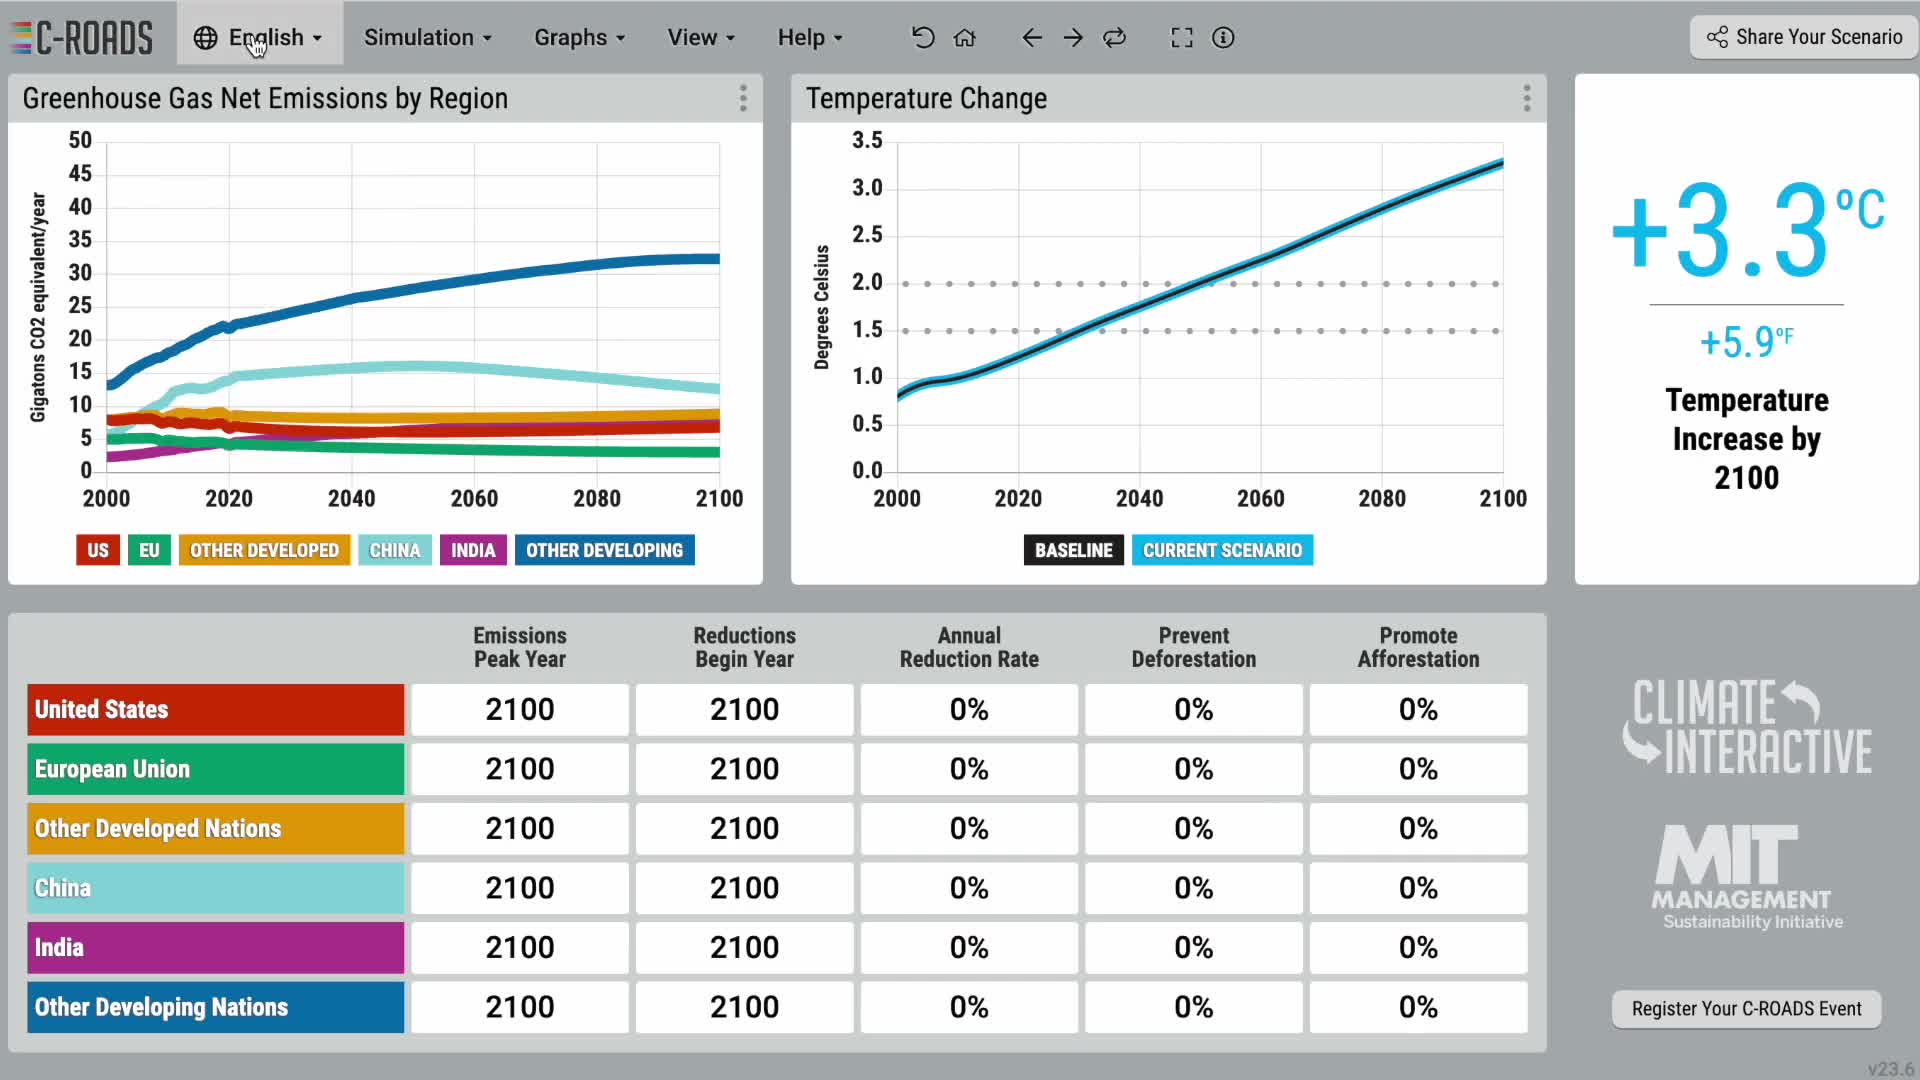 C-ROADS
English
Simulation
Graphs
View
Help
Share Your Scenario
Greenhouse Gas Net Emissions by Region
Gigatons CO2 equivalent/year
50
45
40
35
30
25
20
15
10
5
0
2000 2020 2040 2060 2080 2100
US EU OTHER DEVELOPED CHINA INDIA OTHER DEVELOPING
Temperature Change
Degrees Celsius
3.5
3.0
2.5
2.0
1.5
1.0
0.5
0.0
2000 2020 2040 2060 2080 2100
BASELINE CURRENT SCENARIO
+3.3ºC
+5.9ºF
Temperature
Increase by
2100
Emissions Peak Year
Reductions Begin Year
Annual Reduction Rate
Prevent Deforestation
Promote Afforestation
United States 2100 2100 0% 0% 0%
European Union 2100 2100 0% 0% 0%
Other Developed Nations 2100 2100 0% 0% 0%
China 2100 2100 0% 0% 0%
India 2100 2100 0% 0% 0%
Other Developing Nations 2100 2100 0% 0% 0%
CLIMATE
INTERACTIVE
MIT
MANAGEMENT
Sustainability Initiative
Register Your C-ROADS Event
v23.6